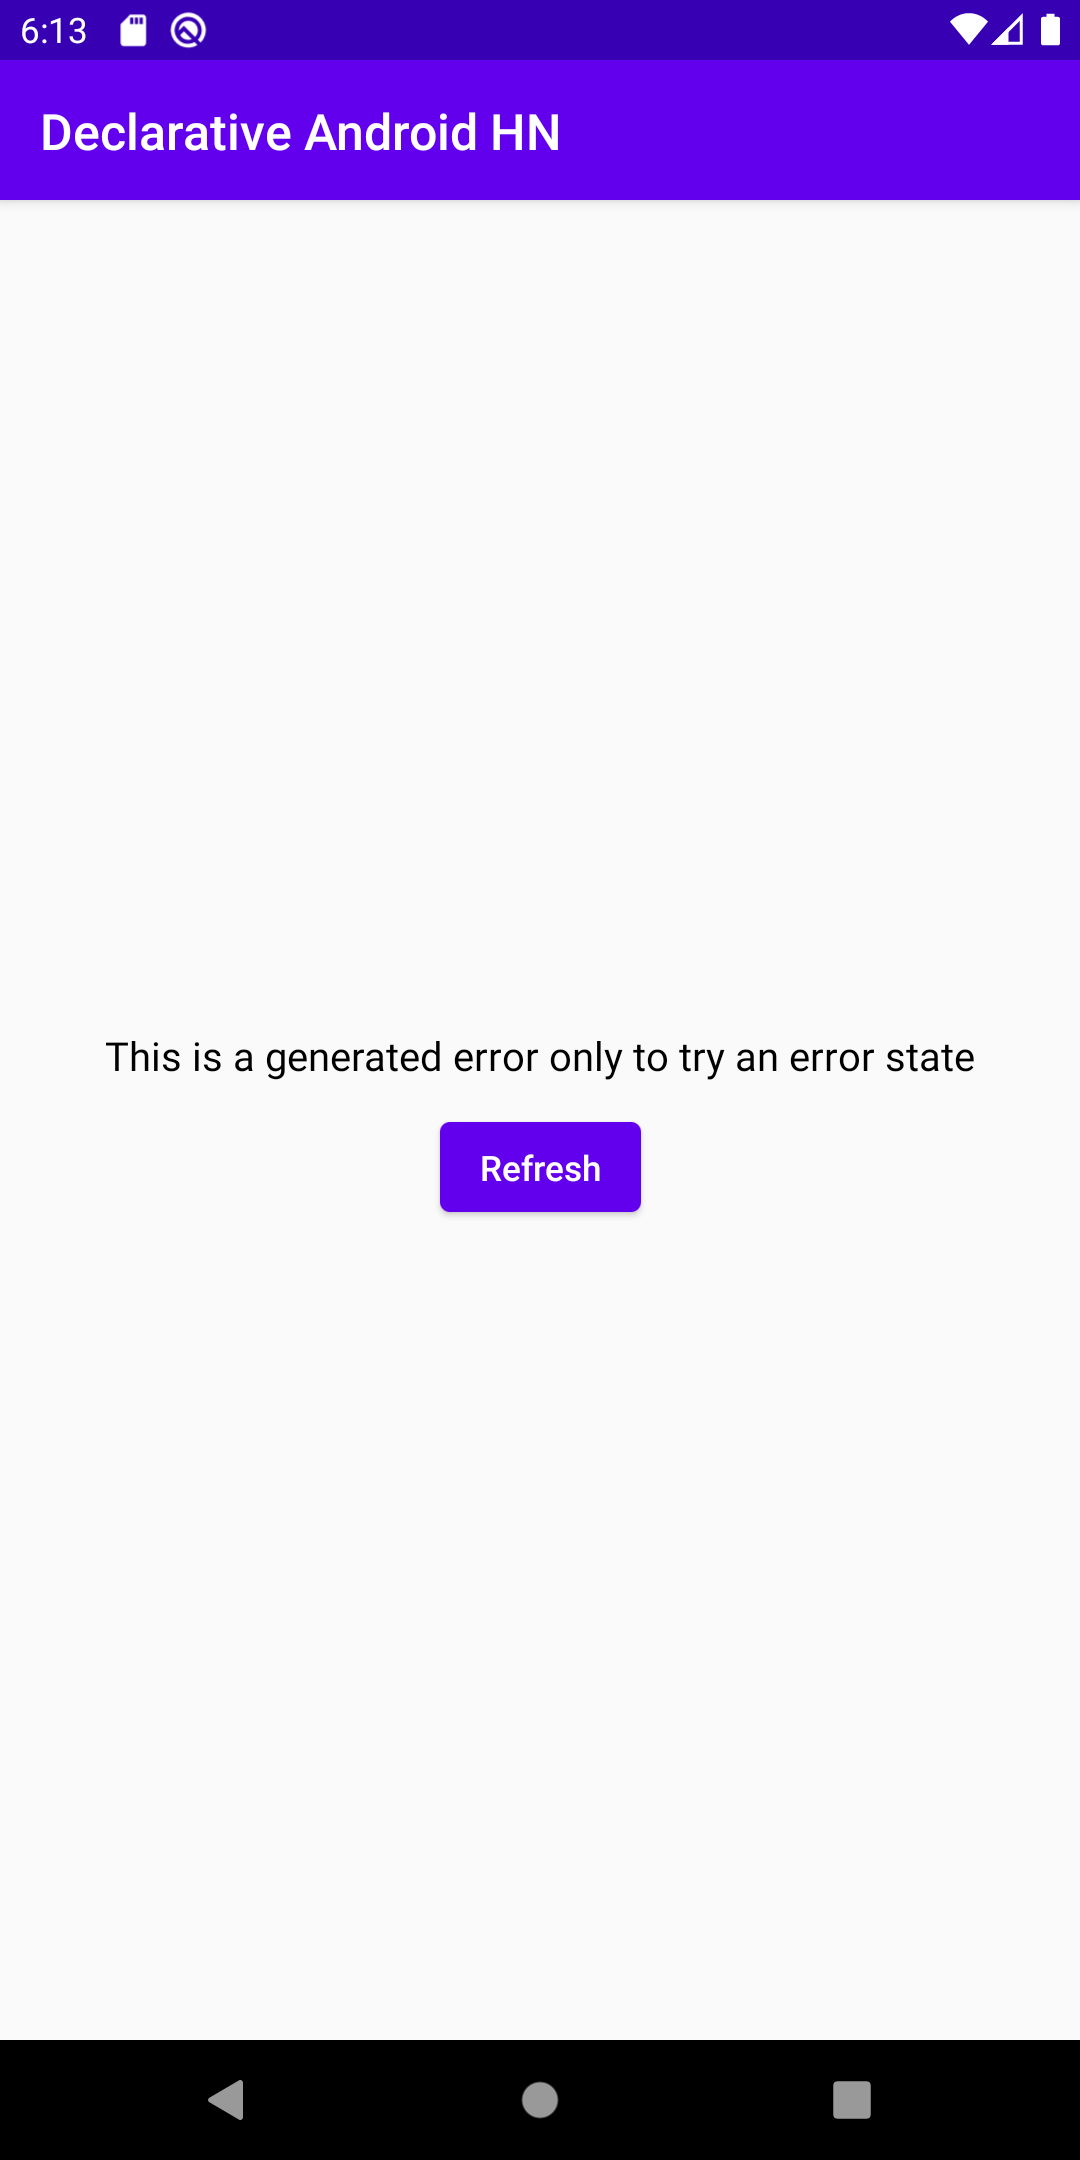 6:13
Declarative Android HN
This is a generated error only to try an error state
Refresh